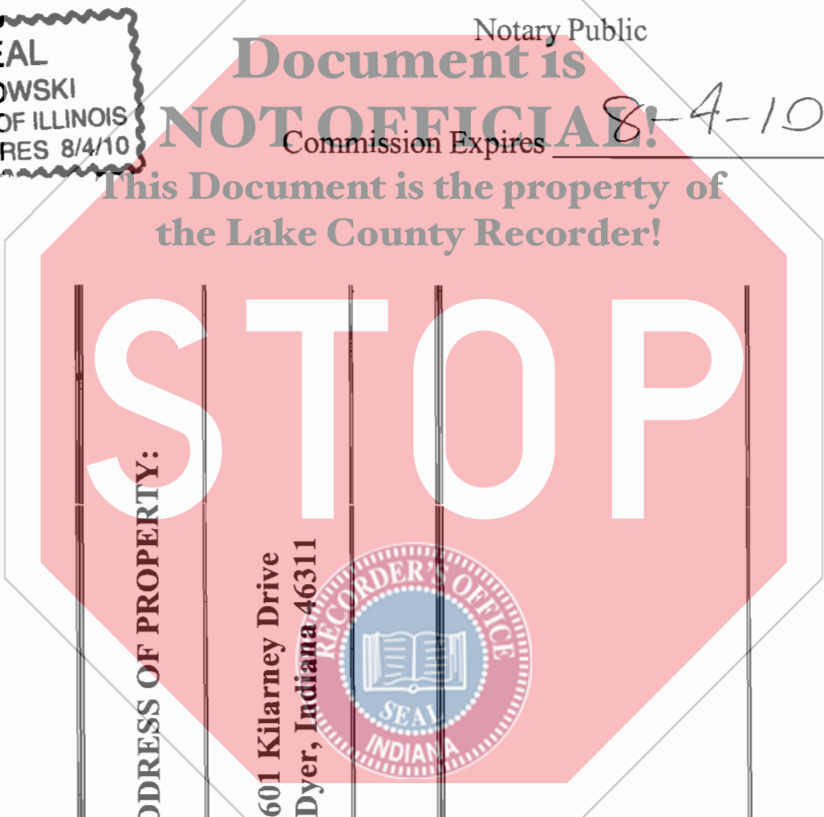 Notary Public
EAL
OWSKI
OF ILLINOIS
RES 8/4/10
Commission Expires 8-4-10
Document is
NOT OFFICIAL!
This Document is the property of
the Lake County Recorder!
STOP
DDRESS OF PROPERTY:
601 Kilarney Drive
Dyer, Indiana 46311
RECORDER'S OFFICE
SEAL
INDIANA